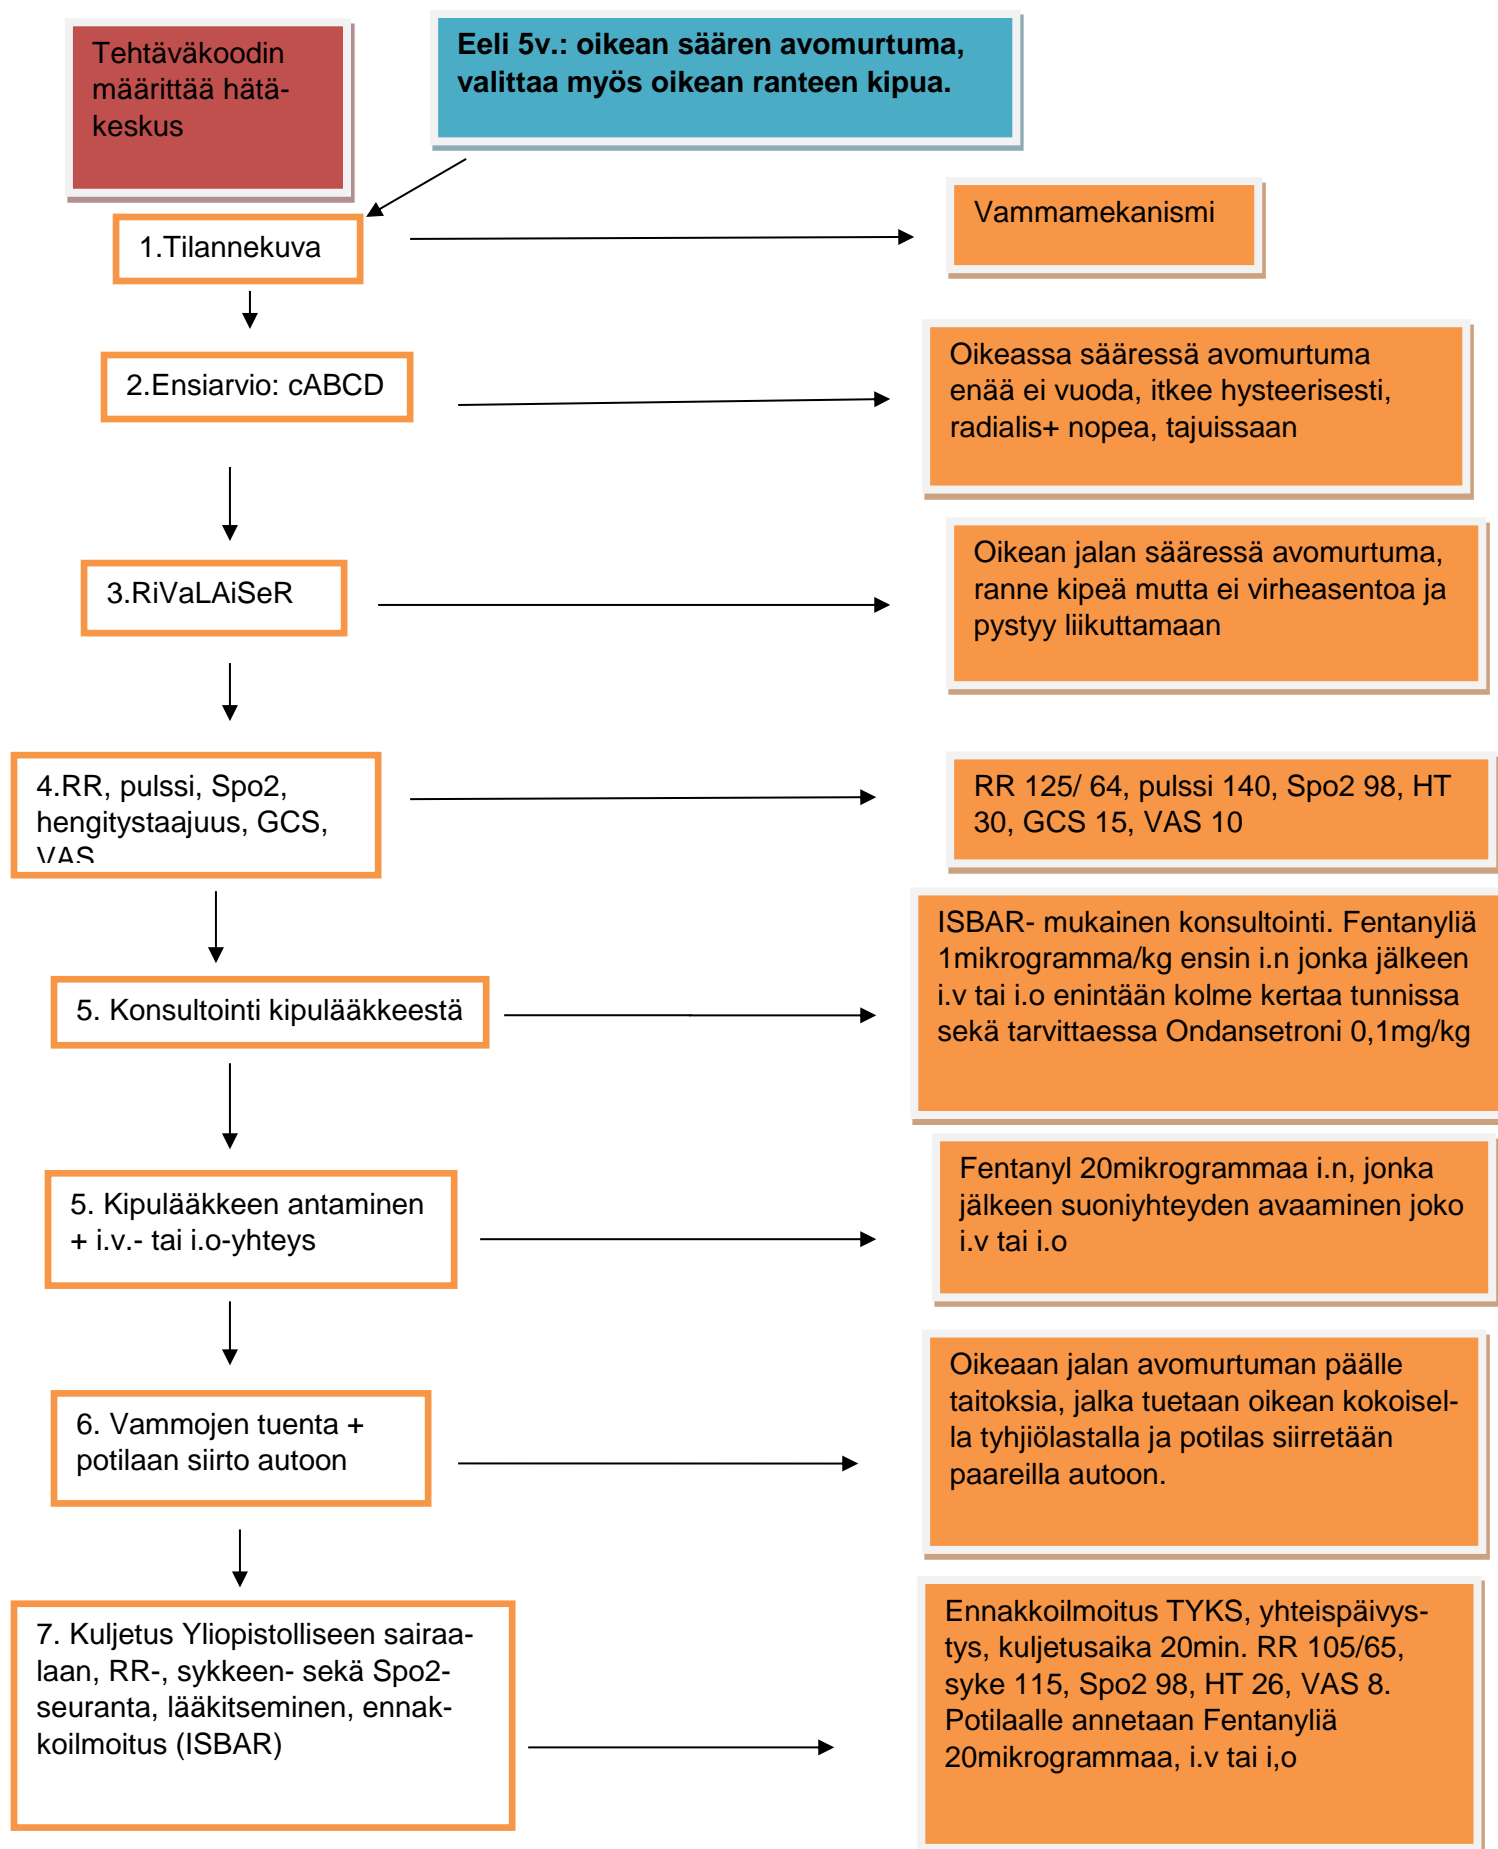 Tehtäväkoodin
määrittää hätä-
keskus
Eeli 5v.: oikean säären avomurtuma,
valittaa myös oikean ranteen kipua.
1.Tilannekuva
Vammamekanismi
2.Ensiarvio: cABCD
Oikeassa sääressä avomurtuma
enää ei vuoda, itkee hysteerisesti,
radialis+ nopea, tajuissaan
3.RiVaLAiSeR
Oikean jalan sääressä avomurtuma,
ranne kipeä mutta ei virheasentoa ja
pystyy liikuttamaan
4.RR, pulssi, Spo2,
hengitystaajuus, GCS,
VAS
RR 125/ 64, pulssi 140, Spo2 98, HT
30, GCS 15, VAS 10
5. Konsultointi kipulääkkeestä
ISBAR- mukainen konsultointi. Fentanyliä
1mikrogramma/kg ensin i.n jonka jälkeen
i.v tai i.o enintään kolme kertaa tunnissa
sekä tarvittaessa Ondansetroni 0,1mg/kg
5. Kipulääkkeen antaminen
+ i.v.- tai i.o-yhteys
Fentanyl 20mikrogrammaa i.n, jonka
jälkeen suoniyhteyden avaaminen joko
i.v tai i.o
6. Vammojen tuenta +
potilaan siirto autoon
Oikeaan jalan avomurtuman päälle
taitoksia, jalka tuetaan oikean kokoisel-
la tyhjiölastalla ja potilas siirretään
paareilla autoon.
7. Kuljetus Yliopistolliseen sairaa-
laan, RR-, sykkeen- sekä Spo2-
seuranta, lääkitseminen, ennak-
koilmoitus (ISBAR)
Ennakkoilmoitus TYKS, yhteispäivys-
tys, kuljetusaika 20min. RR 105/65,
syke 115, Spo2 98, HT 26, VAS 8.
Potilaalle annetaan Fentanyliä
20mikrogrammaa, i.v tai i,o